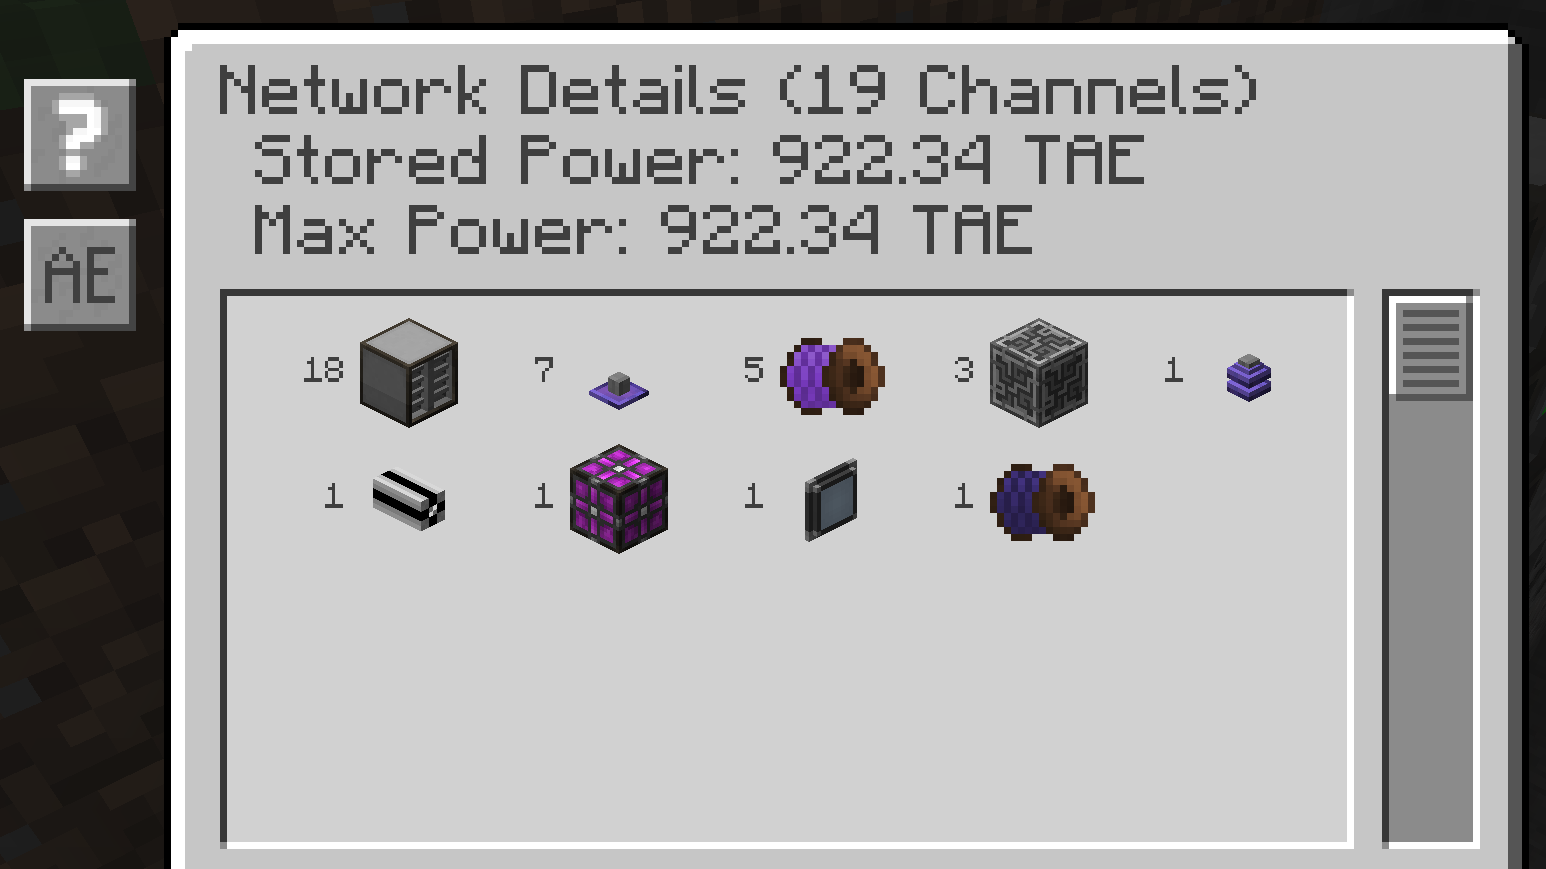 Network Details (19 Channels)
Stored Power: 922.34 TAE
Max Power: 922.34 TAE
?
AE
18 7 5 3 1
1 1 1 1